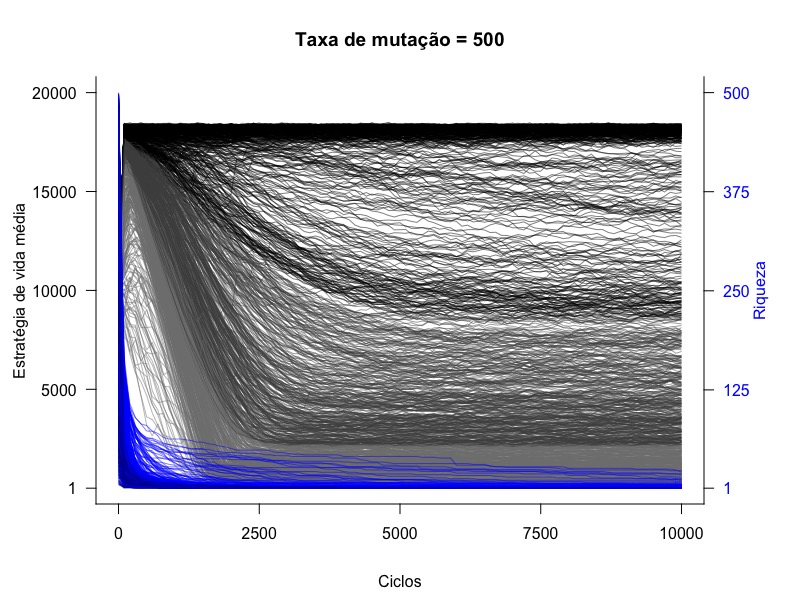 Taxa de mutação = 500
20000
15000
10000
5000
1
Estratégia de vida média
500
375
250
125
1
Riqueza
0 2500 5000 7500 10000
Ciclos